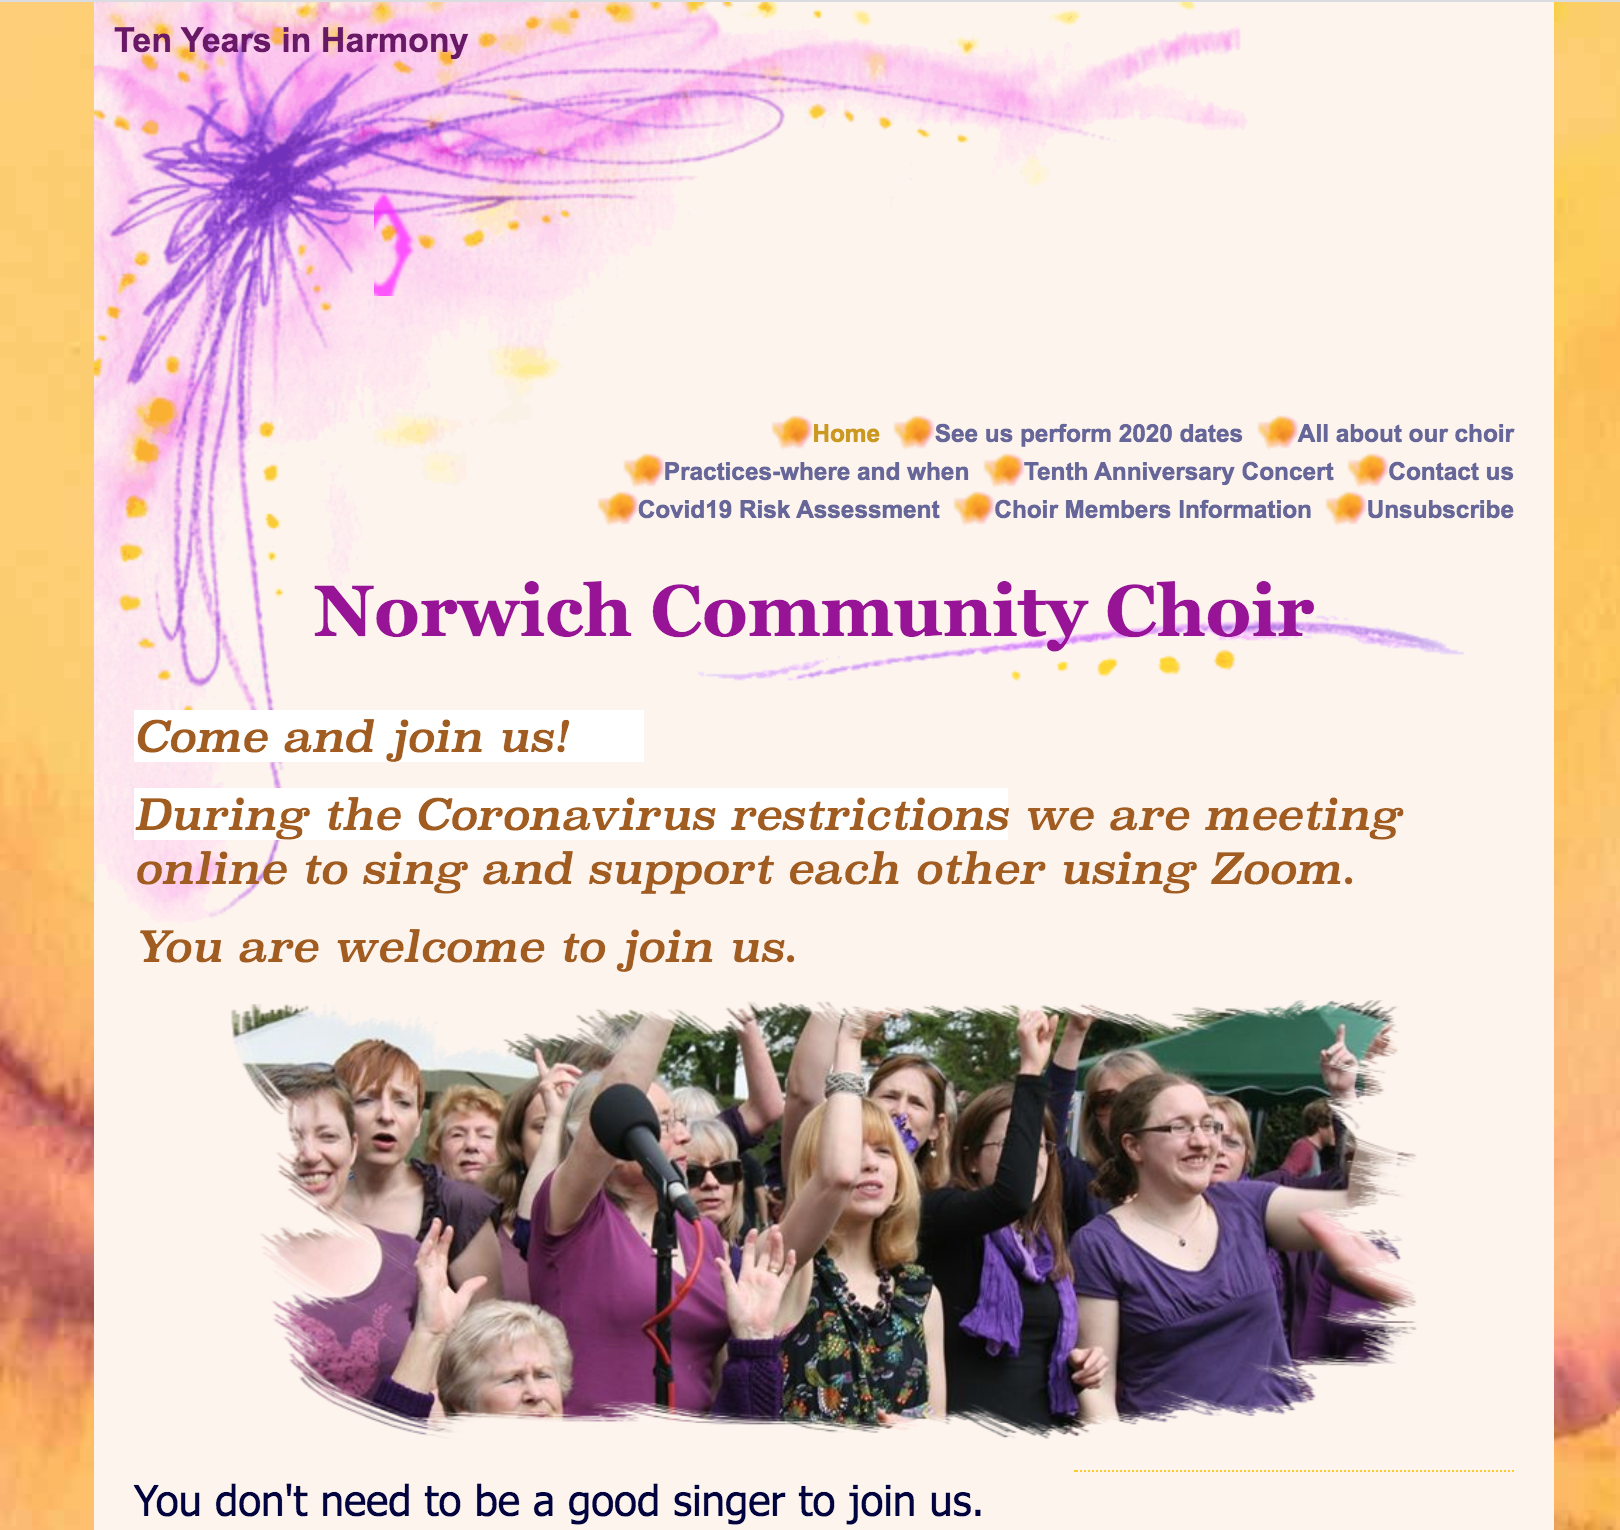 Ten Years in Harmony
Home See us perform 2020 dates All about our choir
Practices-where and when Tenth Anniversary Concert Contact us
Covid19 Risk Assessment Choir Members Information Unsubscribe
Norwich Community Choir
Come and join us!
During the Coronavirus restrictions we are meeting
online to sing and support each other using Zoom.
You are welcome to join us.
You don't need to be a good singer to join us.